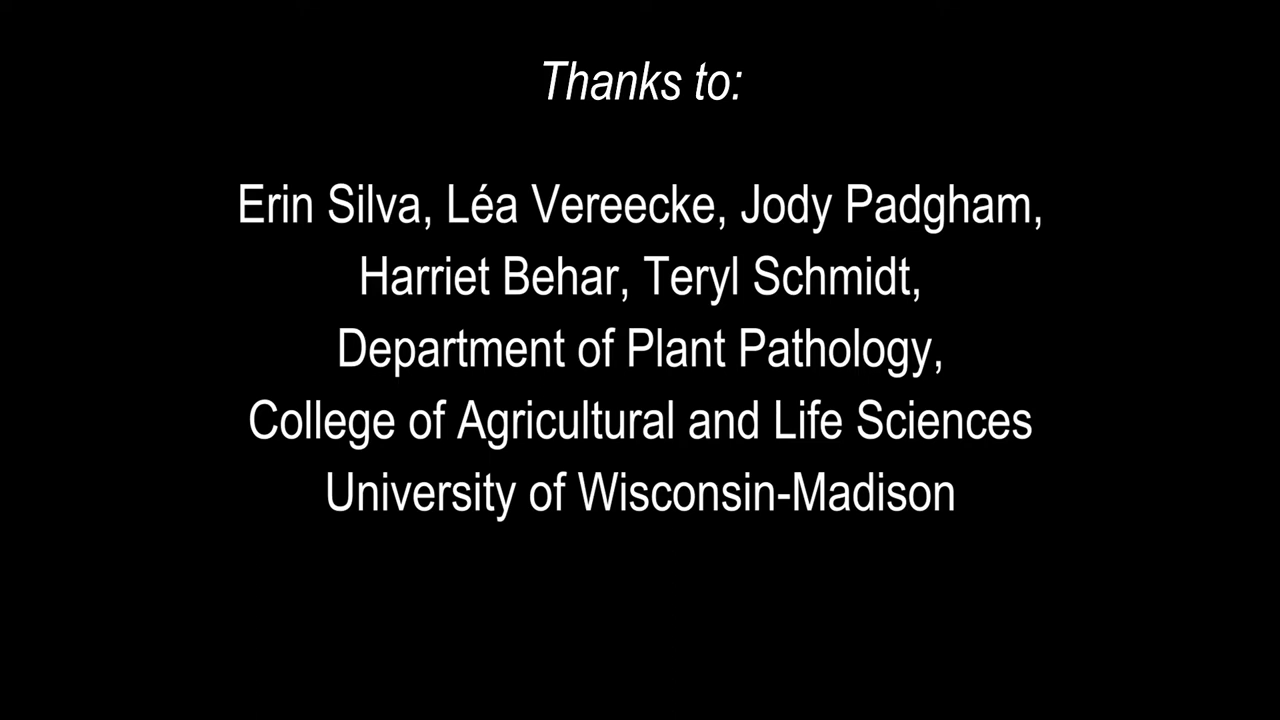 Thanks to:
Erin Silva, Léa Vereecke, Jody Padgham,
Harriet Behar, Teryl Schmidt,
Department of Plant Pathology,
College of Agricultural and Life Sciences
University of Wisconsin-Madison